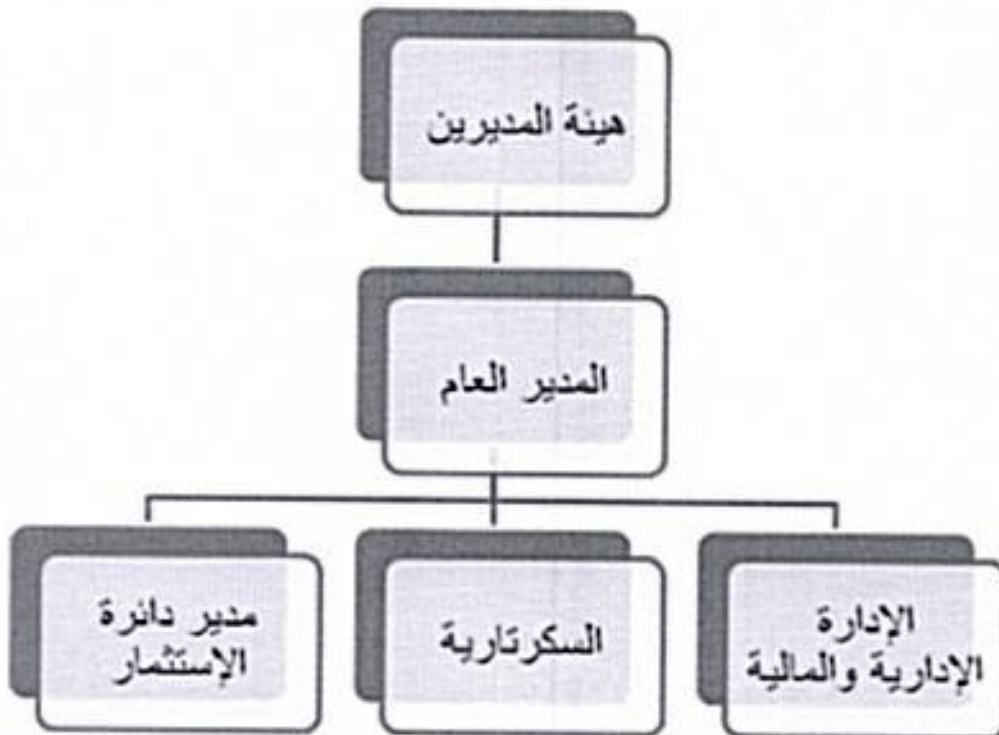 هيئة المديرين
المدير العام
الإدارة
الإدارية والمالية
السكرتارية
مدير دائرة
الإستثمار